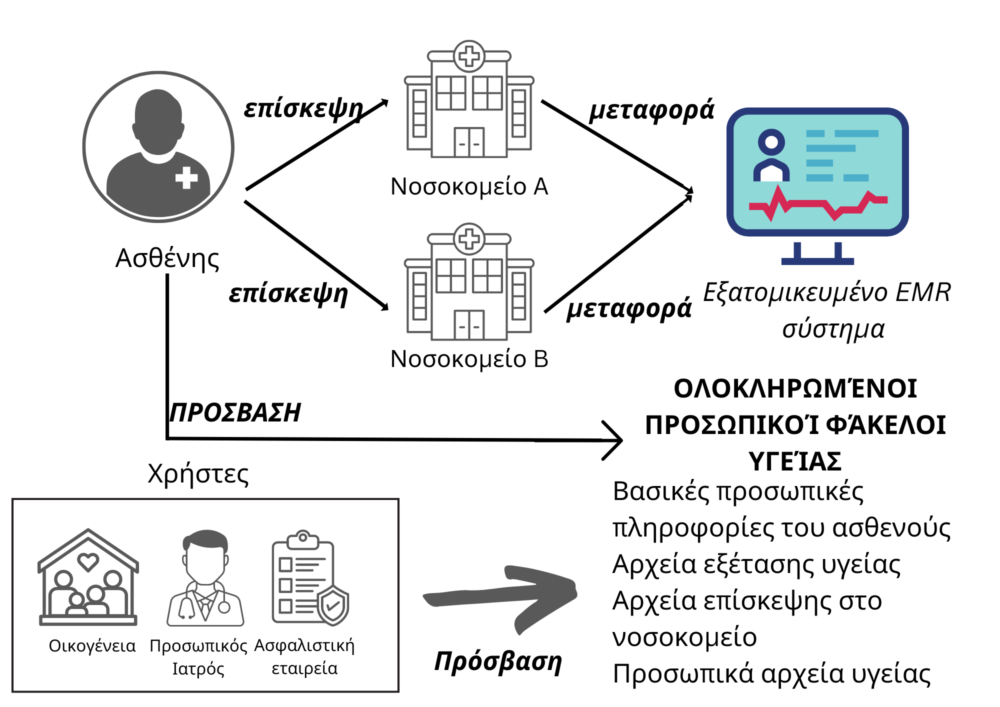 επίσκεψη
μεταφορά
Νοσοκομείο Α
Ασθένης
επίσκεψη
μεταφορά
Εξατομικευμένο EMR
σύστημα
Νοσοκομείο Β
ΟΛΟΚΛΗΡΩΜΈΝΟΙ
ΠΡΟΣΩΠΙΚΟΊ ΦΆΚΕΛΟΙ
ΥΓΕΊΑΣ
ΠΡΟΣΒΑΣΗ
Χρήστες
Βασικές προσωπικές
πληροφορίες του ασθενούς
Αρχεία εξέτασης υγείας
Αρχεία επίσκεψης στο
νοσοκομείο
Προσωπικά αρχεία υγείας
Οικογένεια
Προσωπικός
Ιατρός
Ασφαλιστική
εταιρεία
Πρόσβαση